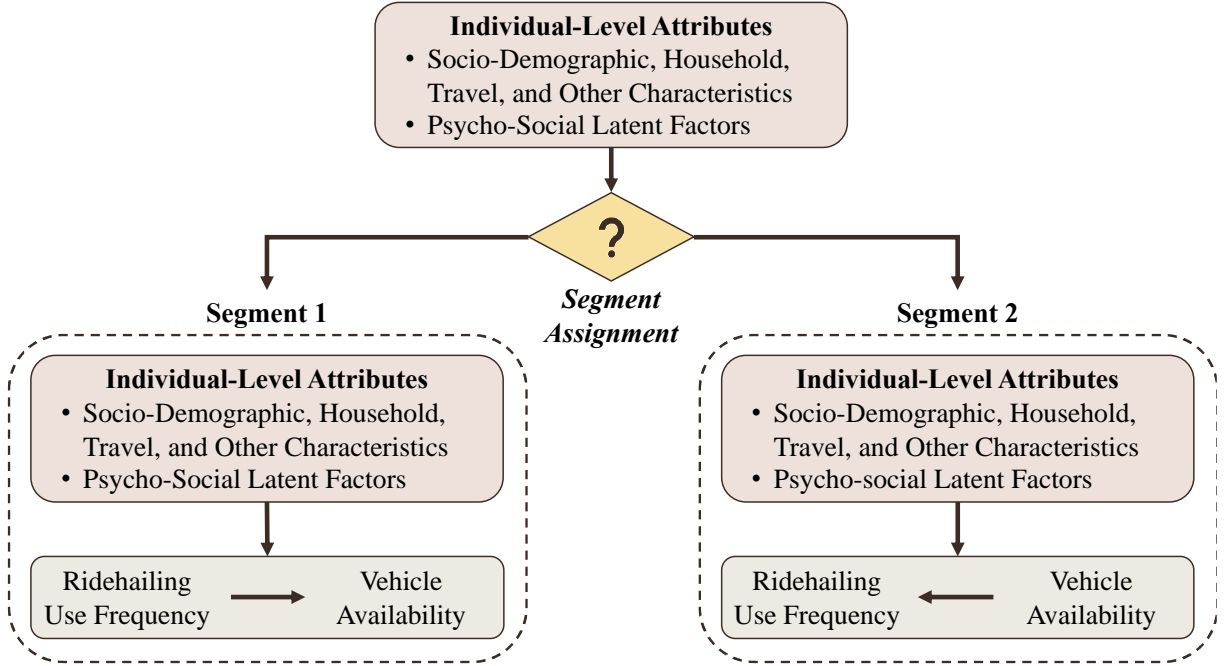 Individual-Level Attributes
• Socio-Demographic, Household,
Travel, and Other Characteristics
• Psycho-Social Latent Factors
?
Segment
Assignment
Segment 1
Individual-Level Attributes
• Socio-Demographic, Household,
Travel, and Other Characteristics
• Psycho-Social Latent Factors
Ridehailing
Use Frequency
Vehicle
Availability
Segment 2
Individual-Level Attributes
• Socio-Demographic, Household,
Travel, and Other Characteristics
• Psycho-social Latent Factors
Ridehailing
Use Frequency
Vehicle
Availability